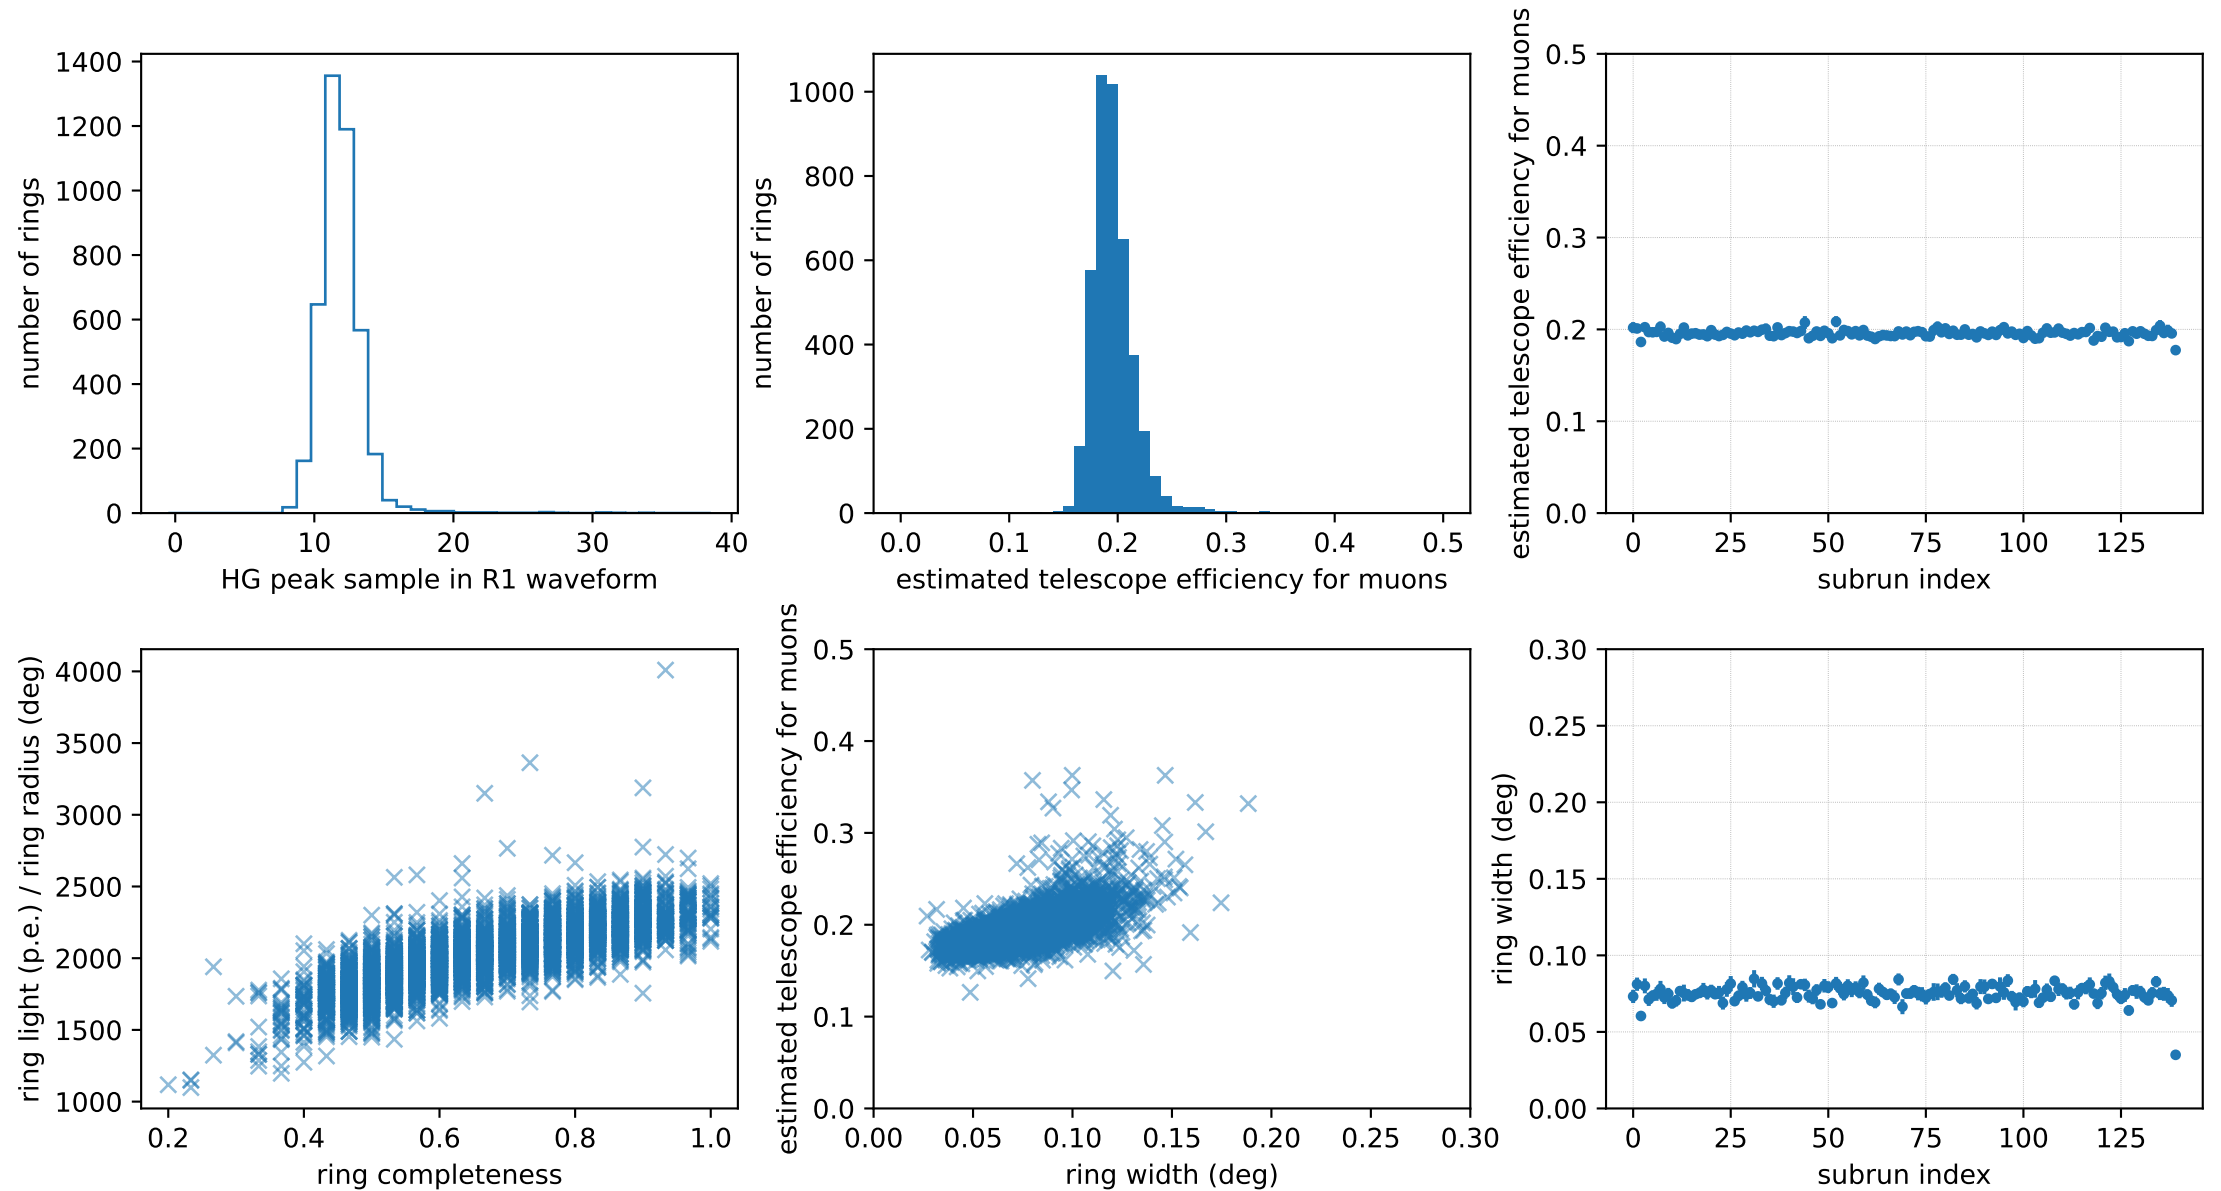 1400
1200
1000
800
600
400
200
0
number of rings
0 10 20 30 40
HG peak sample in R1 waveform
1000
800
600
400
200
0
number of rings
0.0 0.1 0.2 0.3 0.4 0.5
estimated telescope efficiency for muons
0.5
0.4
0.3
0.2
0.1
0.0
estimated telescope efficiency for muons
0 25 50 75 100 125
subrun index
4000
3500
3000
2500
2000
1500
1000
ring light (p.e.) / ring radius (deg)
0.2 0.4 0.6 0.8 1.0
ring completeness
0.5
0.4
0.3
0.2
0.1
0.0
estimated telescope efficiency for muons
0.00 0.05 0.10 0.15 0.20 0.25 0.30
ring width (deg)
0.30
0.25
0.20
0.15
0.10
0.05
0.00
ring width (deg)
0 25 50 75 100 125
subrun index